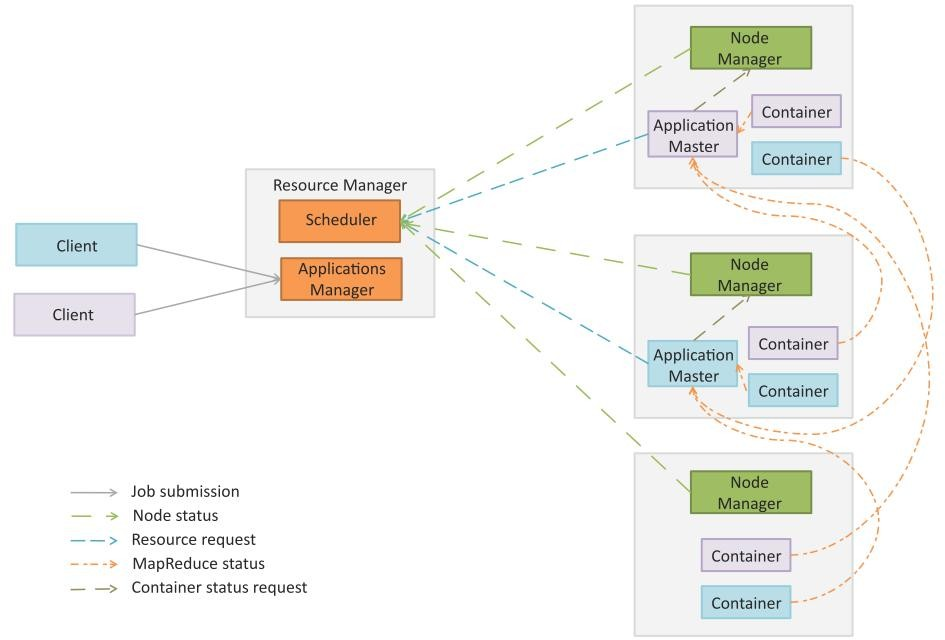 Client
Client
Resource Manager
Scheduler
Applications
Manager
Node
Manager
Application
Master
Container
Container
Node
Manager
Application
Master
Container
Container
Node
Manager
Container
Container
Job submission
Node status
Resource request
MapReduce status
Container status request